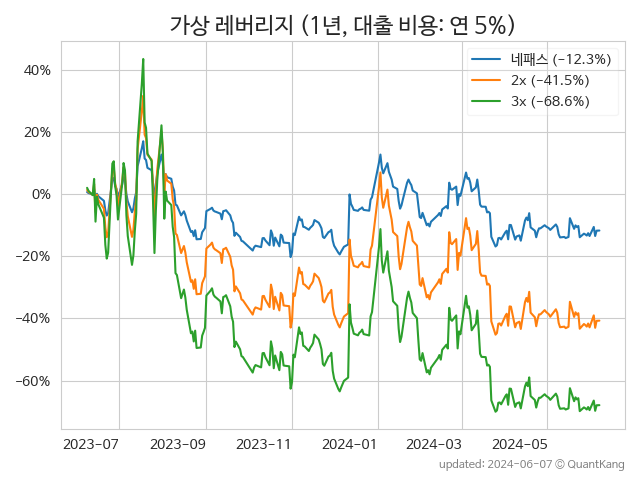 가상 레버리지 (1년, 대출 비용: 연 5%)
네패스 (−12.3%)
2x (−41.5%)
3x (−68.6%)
40%
20%
0%
−20%
−40%
−60%
2023-07 2023-09 2023-11 2024-01 2024-03 2024-05
updated: 2024-06-07 © QuantKang